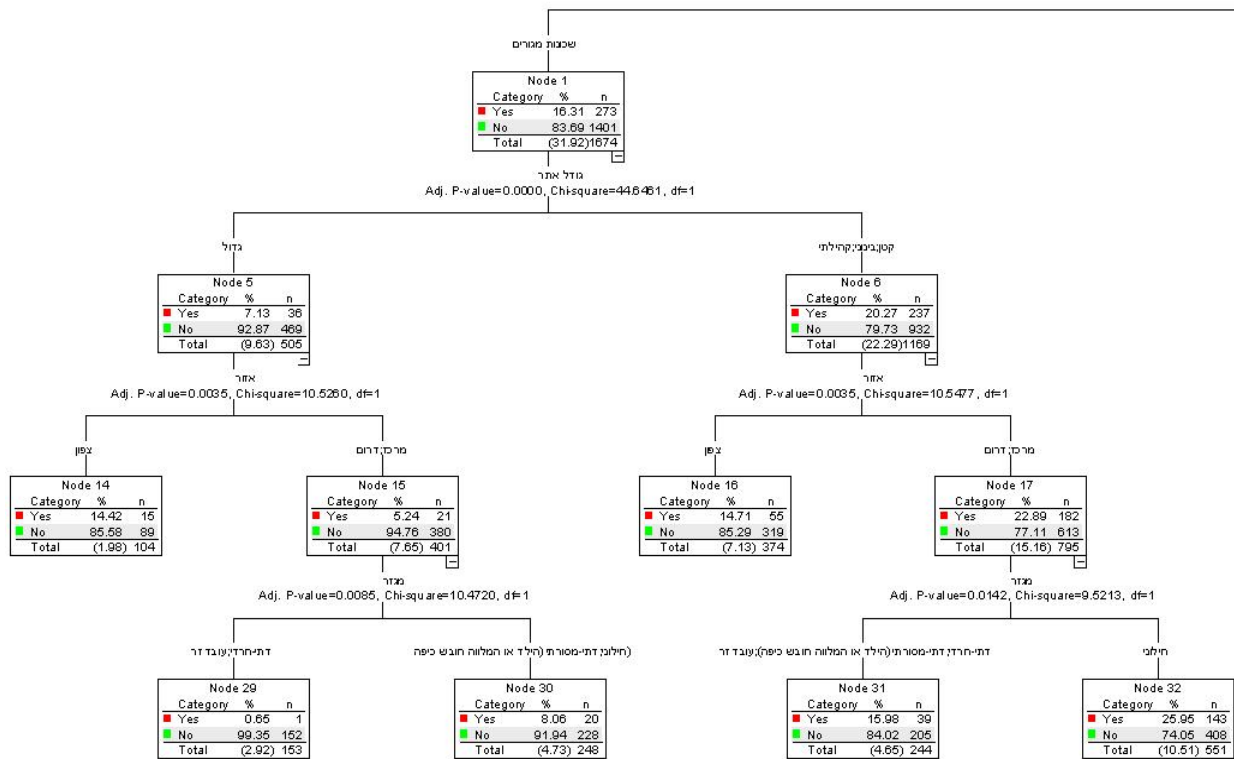 שכונות מגורים
Node 1
Category % n
Yes 16.31 273
No 83.69 1401
Total (31.92)1674
גודל אתר
Adj. P-value=0.0000, Chi-square=44.6461, df=1
גדול
קטן;בינוני;קהילתי
Node 5
Category % n
Yes 7.13 36
No 92.87 469
Total (9.63) 505
Node 6
Category % n
Yes 20.27 237
No 79.73 932
Total (22.29)1169
אזור
Adj. P-value=0.0035, Chi-square=10.5260, df=1
אזור
Adj. P-value=0.0035, Chi-square=10.5477, df=1
צפון
מרכז;דרום
צפון
מרכז;דרום
Node 14
Category % n
Yes 14.42 15
No 85.58 89
Total (1.98) 104
Node 15
Category % n
Yes 5.24 21
No 94.76 380
Total (7.65) 401
Node 16
Category % n
Yes 14.71 55
No 85.29 319
Total (7.13) 374
Node 17
Category % n
Yes 22.89 182
No 77.11 613
Total (15.16) 795
מגזר
Adj. P-value=0.0085, Chi-square=10.4720, df=1
מגזר
Adj. P-value=0.0142, Chi-square=9.5213, df=1
דתי-חרדי;עובד זר
חילוני;דתי-מסורתי (הילד או המלווה חובש כיפה)
דתי-חרדי;דתי-מסורתי (הילד או המלווה חובש כיפה);עובד זר
חילוני
Node 29
Category % n
Yes 0.65 1
No 99.35 152
Total (2.92) 153
Node 30
Category % n
Yes 8.06 20
No 91.94 228
Total (4.73) 248
Node 31
Category % n
Yes 15.98 39
No 84.02 205
Total (4.65) 244
Node 32
Category % n
Yes 25.95 143
No 74.05 408
Total (10.51) 551